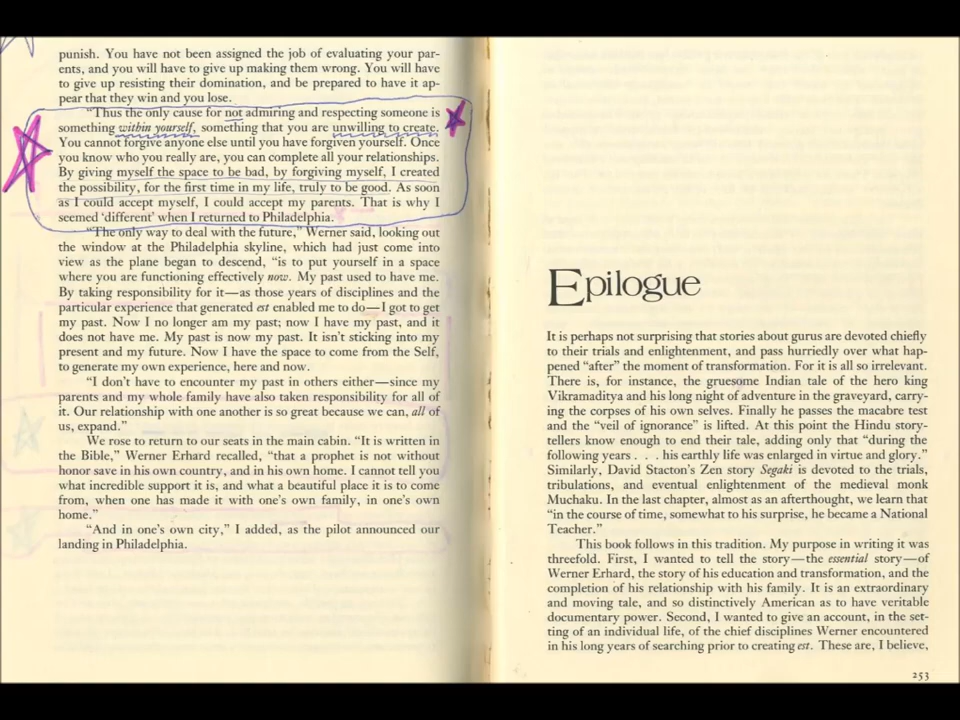 punish. You have not been assigned the job of evaluating your par-
ents, and you will have to give up making them wrong. You will have
to give up resisting their domination, and be prepared to have it ap-
pear that they win and you lose.
"Thus the only cause for not admiring and respecting someone is
something within yourself, something that you are unwilling to create.
You cannot forgive anyone else until you have forgiven yourself. Once
you know who you really are, you can complete all your relationships.
By giving myself the space to be bad, by forgiving myself, I created
the possibility, for the first time in my life, truly to be good. As soon
as I could accept myself, I could accept my parents. That is why I
seemed 'different' when I returned to Philadelphia.
"The only way to deal with the future," Werner said, looking out
the window at the Philadelphia skyline, which had just come into
view as the plane began to descend, "is to put yourself in a space
where you are functioning effectively now. My past used to have me.
By taking responsibility for it—as those years of disciplines and the
particular experience that generated est enabled me to do—I got to get
my past. Now I no longer am my past; now I have my past, and it
does not have me. My past is now my past. It isn't sticking into my
present and my future. Now I have the space to come from the Self,
to generate my own experience, here and now.
"I don't have to encounter my past in others either—since my
parents and my whole family have also taken responsibility for all of
it. Our relationship with one another is so great because we can, all of
us, expand."
We rose to return to our seats in the main cabin. "It is written in
the Bible," Werner Erhard recalled, "that a prophet is not without
honor save in his own country, and in his own home. I cannot tell you
what incredible support it is, and what a beautiful place it is to come
from, when one has made it with one's own family, in one's own
home."
"And in one's own city," I added, as the pilot announced our
landing in Philadelphia.
Epilogue
It is perhaps not surprising that stories about gurus are devoted chiefly
to their trials and enlightenment, and pass hurriedly over what hap-
pened "after" the moment of transformation. For it is all so irrelevant.
There is, for instance, the gruesome Indian tale of the hero king
Vikramaditya and his long night of adventure in the graveyard, carry-
ing the corpses of his own selves. Finally he passes the macabre test
and the "veil of ignorance" is lifted. At this point the Hindu story-
tellers know enough to end their tale, adding only that "during the
following years . . . his earthly life was enlarged in virtue and glory."
Similarly, David Stacton's Zen story Segaki is devoted to the trials,
tribulations, and eventual enlightenment of the medieval monk
Muchaku. In the last chapter, almost as an afterthought, we learn that
"in the course of time, somewhat to his surprise, he became a National
Teacher."
This book follows in this tradition. My purpose in writing it was
threefold. First, I wanted to tell the story—the essential story—of
Werner Erhard, the story of his education and transformation, and the
completion of his relationship with his family. It is an extraordinary
and moving tale, and so distinctively American as to have veritable
documentary power. Second, I wanted to give an account, in the set-
ting of an individual life, of the chief disciplines Werner encountered
in his long years of searching prior to creating est. These are, I believe,
253